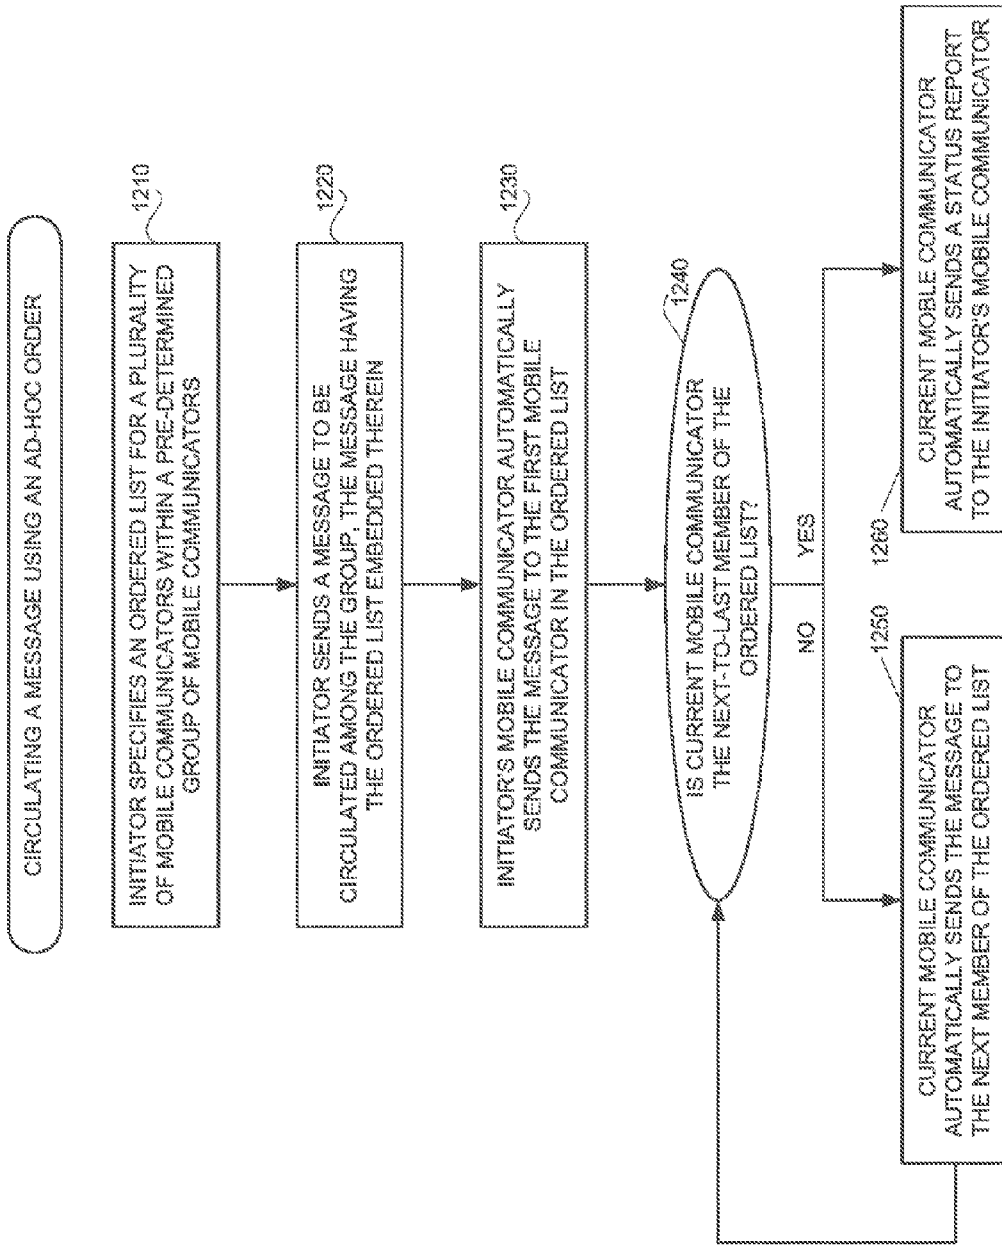 CIRCULATING A MESSAGE USING AN AD-HOC ORDER
1210
INITIATOR SPECIFIES AN ORDERED LIST FOR A PLURALITY
OF MOBILE COMMUNICATORS WITHIN A PRE-DETERMINED
GROUP OF MOBILE COMMUNICATORS
1220
INITIATOR SENDS A MESSAGE TO BE
CIRCULATED AMONG THE GROUP, THE MESSAGE HAVING
THE ORDERED LIST EMBEDDED THEREIN
1230
INITIATOR'S MOBILE COMMUNICATOR AUTOMATICALLY
SENDS THE MESSAGE TO THE FIRST MOBILE
COMMUNICATOR IN THE ORDERED LIST
1240
IS CURRENT MOBILE COMMUNICATOR
THE NEXT-TO-LAST MEMBER OF THE
ORDERED LIST?
NO
YES
1250
CURRENT MOBILE COMMUNICATOR
AUTOMATICALLY SENDS THE MESSAGE TO
THE NEXT MEMBER OF THE ORDERED LIST
1260
CURRENT MOBLE COMMUNICATOR
AUTOMATICALLY SENDS A STATUS REPORT
TO THE INITIATOR'S MOBILE COMMUNICATOR